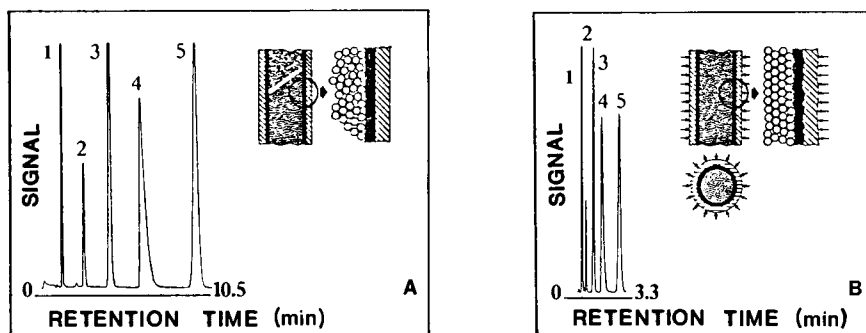 1
2
3
4
5
SIGNAL
0
10.5
A
RETENTION TIME (min)
1
2
3
4
5
SIGNAL
0
3.3
B
RETENTION TIME (min)